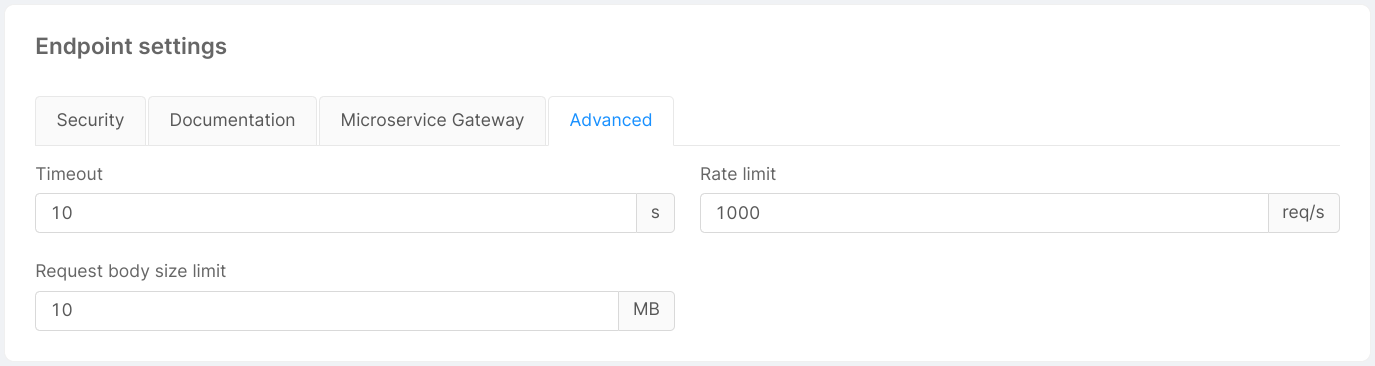 Endpoint settings
Security Documentation Microservice Gateway Advanced
Timeout Rate limit
10 s 1000 req/s
Request body size limit
10 MB